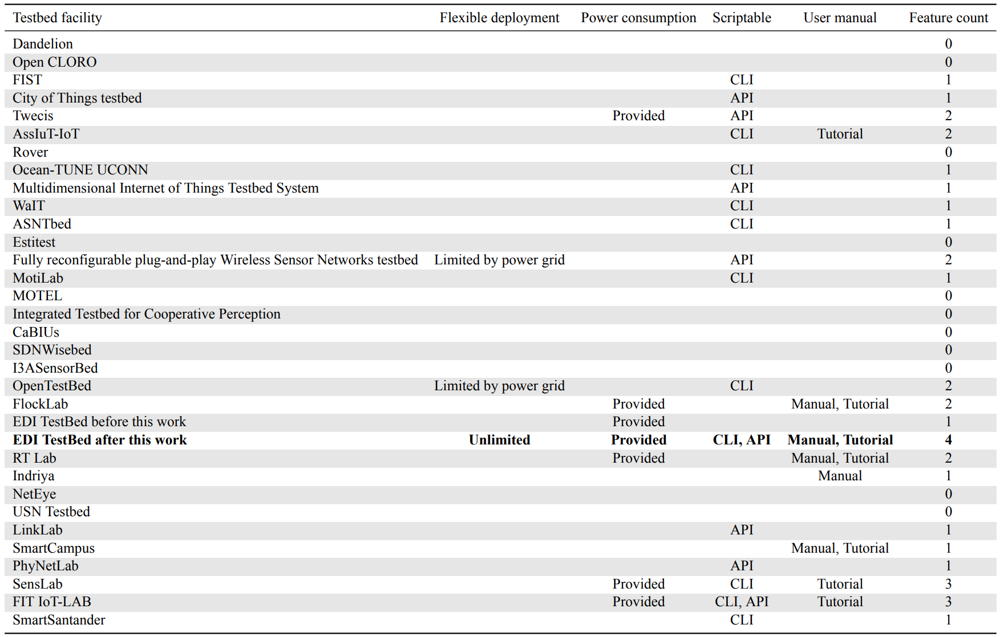 Testbed facility Flexible deployment Power consumption Scriptable User manual Feature count
Dandelion 0
Open CLORO 0
FIST CLI 1
City of Things testbed API 1
Twecis Provided API 2
AssIuT-IoT CLI Tutorial 2
Rover 0
Ocean-TUNE UCONN CLI 1
Multidimensional Internet of Things Testbed System API 1
WaIT CLI 1
ASNTbed CLI 1
Estitest 0
Fully reconfigurable plug-and-play Wireless Sensor Networks testbed Limited by power grid API 2
MotiLab CLI 1
MOTEL 0
Integrated Testbed for Cooperative Perception 0
CaBIUs 0
SDNWisebed 0
I3ASensorBed 0
OpenTestBed Limited by power grid CLI 2
FlockLab Provided Manual, Tutorial 2
EDI TestBed before this work Provided 1
EDI TestBed after this work Unlimited Provided CLI, API Manual, Tutorial 4
RT Lab Provided Manual, Tutorial 2
Indriya Manual 1
NetEye 0
USN Testbed 0
LinkLab API 1
SmartCampus Manual, Tutorial 1
PhyNetLab API 1
SensLab Provided CLI Tutorial 3
FIT IoT-LAB Provided CLI, API Tutorial 3
SmartSantander CLI 1